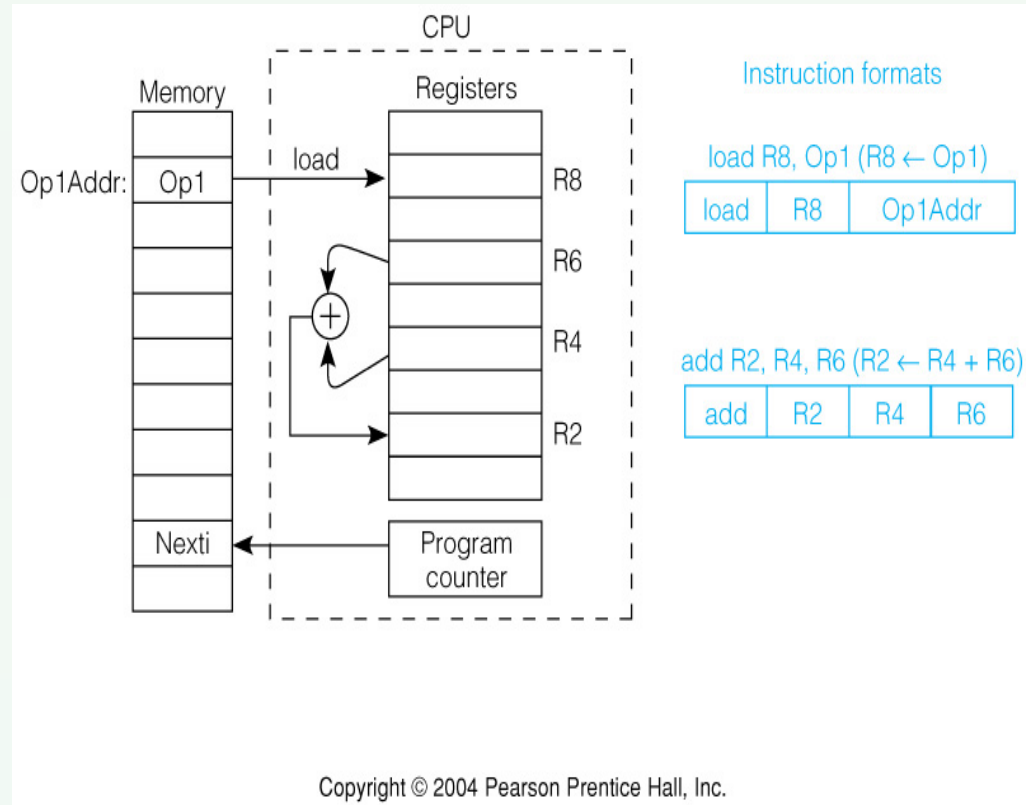 CPU
Memory
Registers
load
Op1Addr:
Op1
R8
R6
+
R4
R2
Nexti
Program
counter
Instruction formats
load R8, Op1 (R8 ← Op1)
load R8 Op1Addr
add R2, R4, R6 (R2 ← R4 + R6)
add R2 R4 R6
Copyright © 2004 Pearson Prentice Hall, Inc.